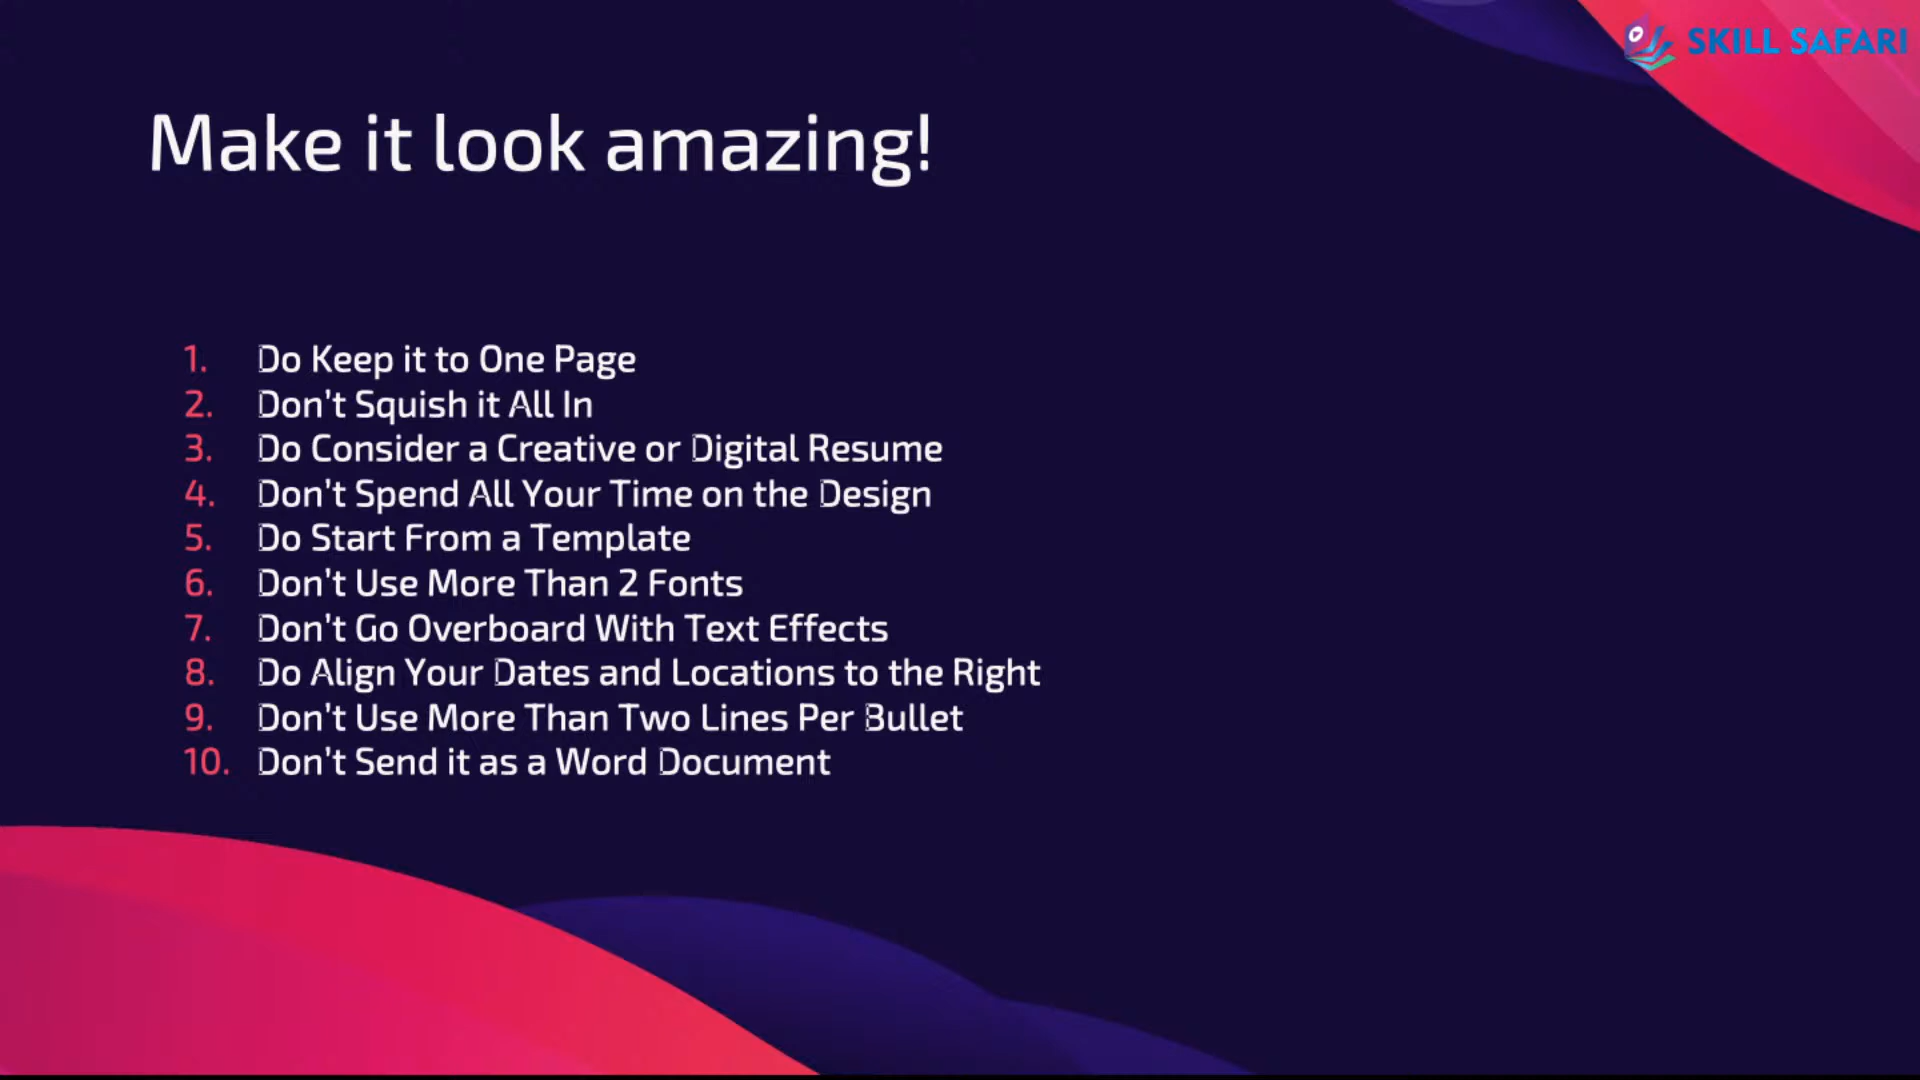 SKILL SAFARI
Make it look amazing!
1. Do Keep it to One Page
2. Don't Squish it All In
3. Do Consider a Creative or Digital Resume
4. Don't Spend All Your Time on the Design
5. Do Start From a Template
6. Don't Use More Than 2 Fonts
7. Don't Go Overboard With Text Effects
8. Do Align Your Dates and Locations to the Right
9. Don't Use More Than Two Lines Per Bullet
10. Don't Send it as a Word Document